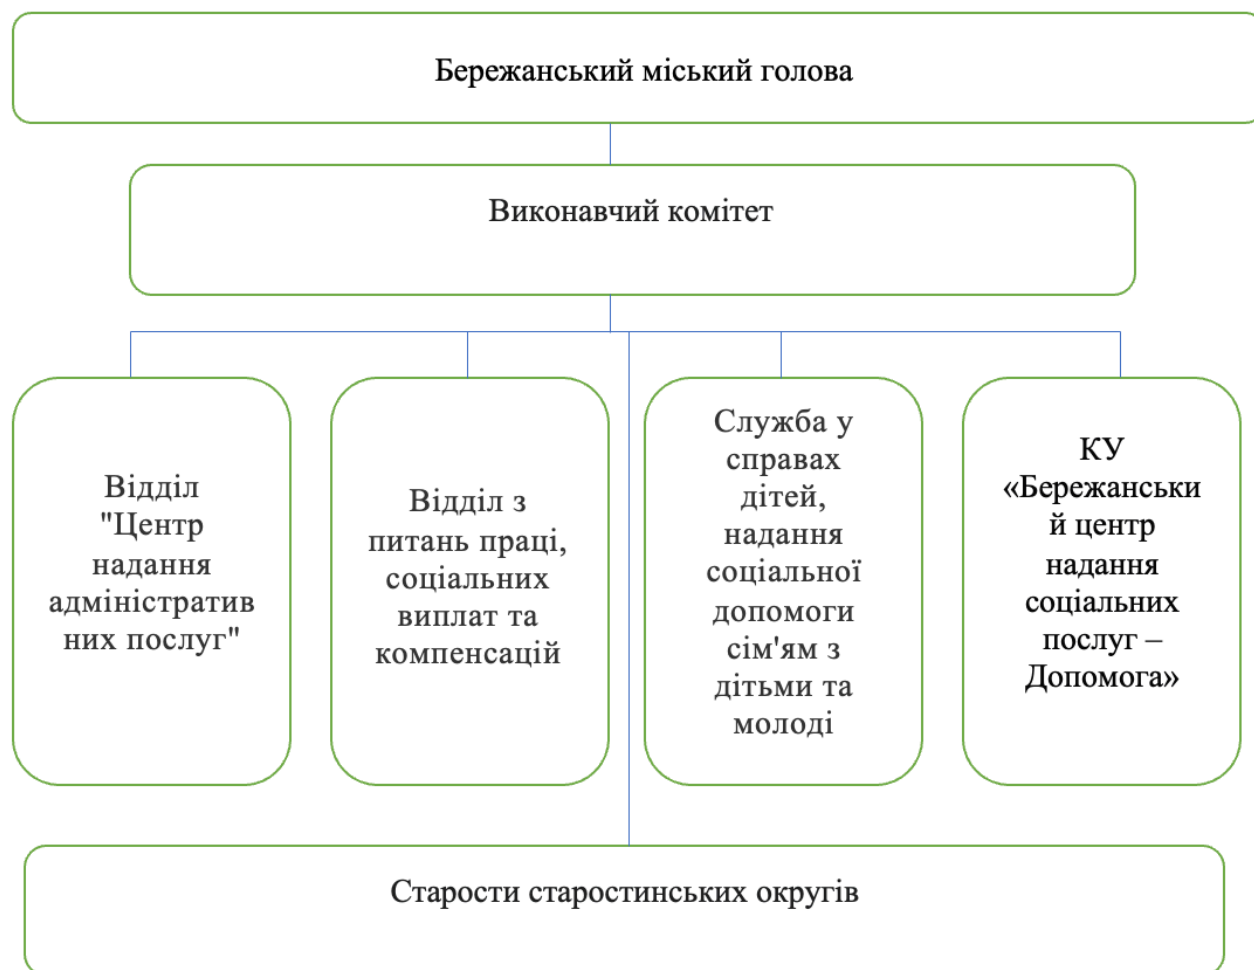 Бережанський міський голова
Виконавчий комітет
Відділ
"Центр
надання
адміністратив
них послуг"
Відділ з
питань праці,
соціальних
виплат та
компенсацій
Служба у
справах
дітей,
надання
соціальної
допомоги
сім'ям з
дітьми та
молоді
КУ
«Бережанськи
й центр
надання
соціальних
послуг –
Допомога»
Старости старостинських округів